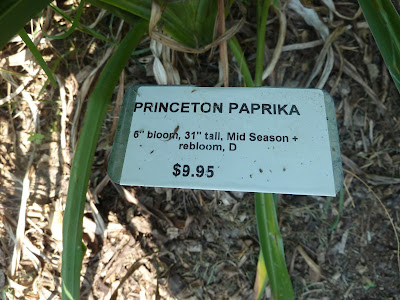 PRINCETON PAPRIKA
6" bloom, 31" tall, Mid Season +
rebloom, D
$9.95